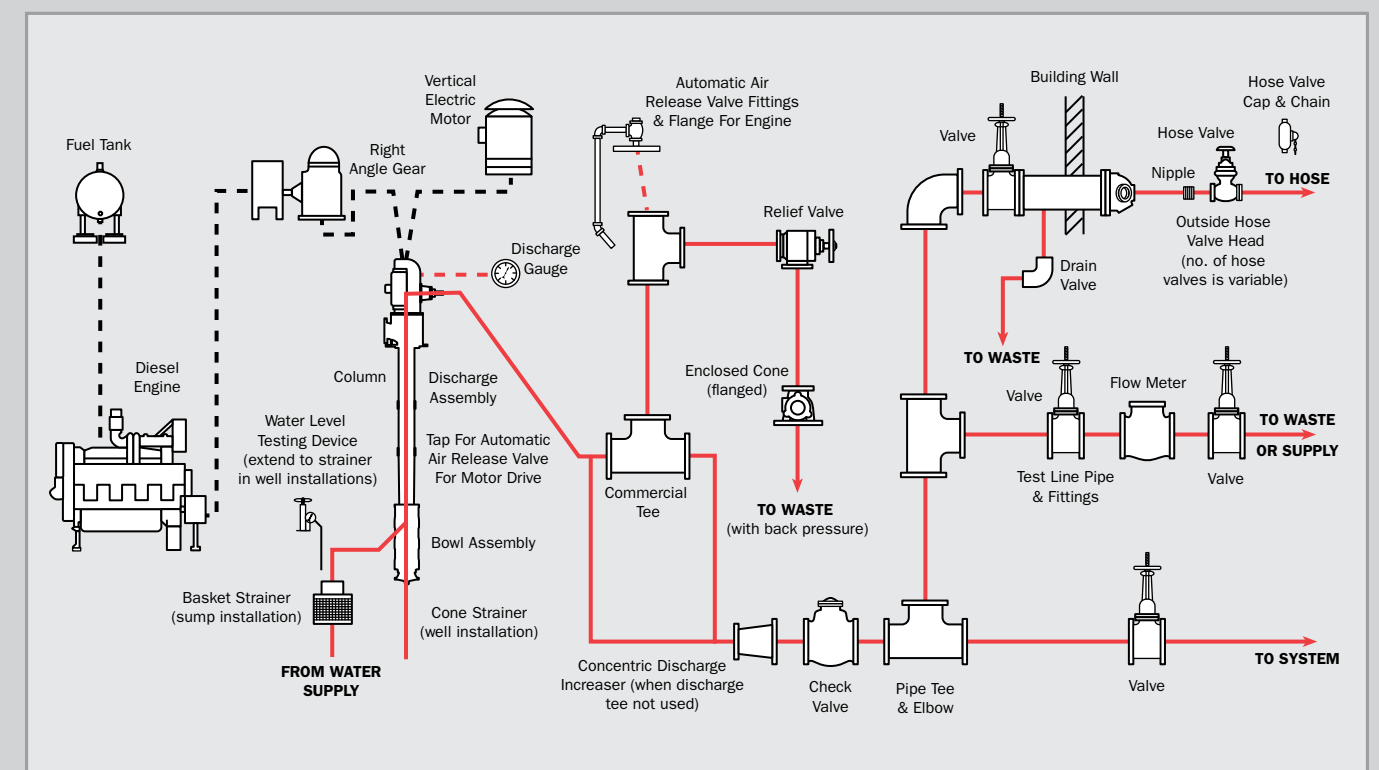 Fuel Tank
Diesel
Engine
Vertical
Electric
Motor
Right
Angle Gear
Discharge
Gauge
Column
Discharge
Assembly
Water Level
Testing Device
(extend to strainer
in well installations)
Tap For Automatic
Air Release Valve
For Motor Drive
Bowl Assembly
Basket Strainer
(sump installation)
Cone Strainer
(well installation)
FROM WATER
SUPPLY
Automatic Air
Release Valve Fittings
& Flange For Engine
Relief Valve
Enclosed Cone
(flanged)
Commercial
Tee
TO WASTE
(with back pressure)
Concentric Discharge
Increaser (when discharge
tee not used)
Check
Valve
Pipe Tee
& Elbow
Building Wall
Valve
Hose Valve
Cap & Chain
Hose Valve
Nipple
TO HOSE
Outside Hose
Valve Head
(no. of hose
valves is variable)
Drain
Valve
TO WASTE
Valve
Flow Meter
TO WASTE
OR SUPPLY
Test Line Pipe
& Fittings
Valve
TO SYSTEM
Valve